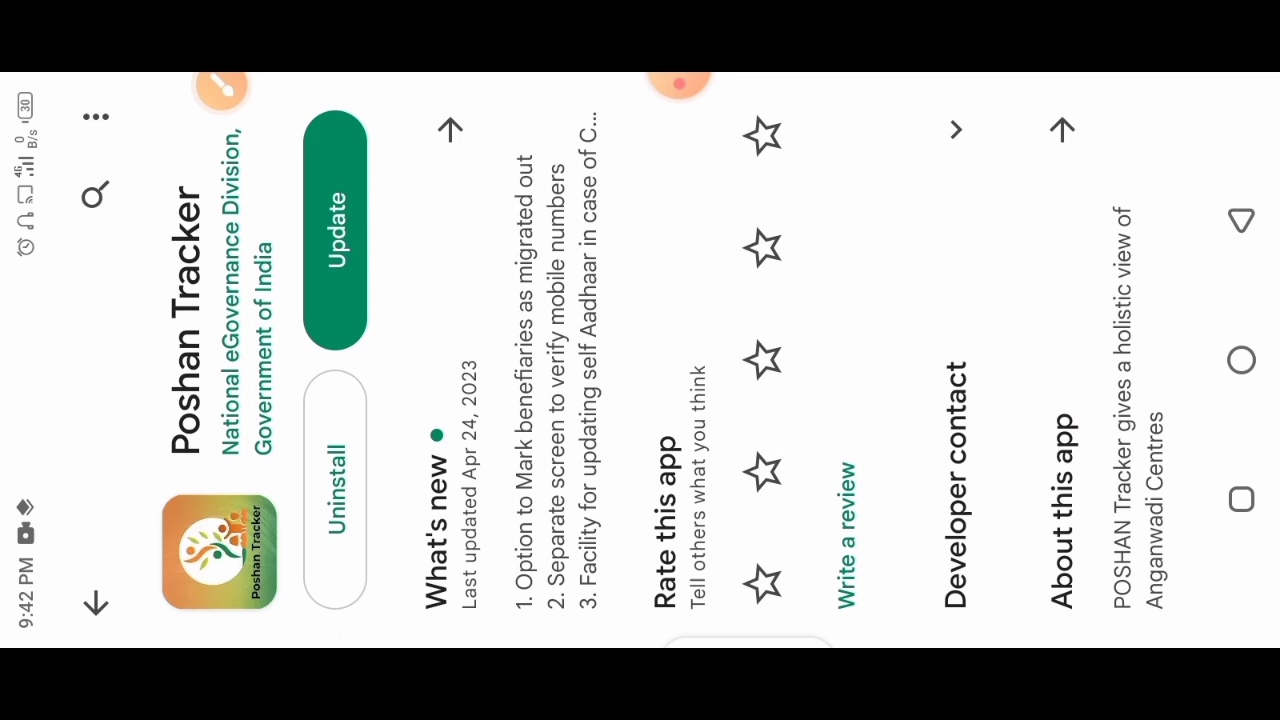 9:42 PM
4G
0
B/s
30
Poshan Tracker
Poshan Tracker
National eGovernance Division,
Government of India
Uninstall
Update
What's new
Last updated Apr 24, 2023
1. Option to Mark benefiaries as migrated out
2. Separate screen to verify mobile numbers
3. Facility for updating self Aadhaar in case of C...
Rate this app
Tell others what you think
Write a review
Developer contact
About this app
POSHAN Tracker gives a holistic view of
Anganwadi Centres